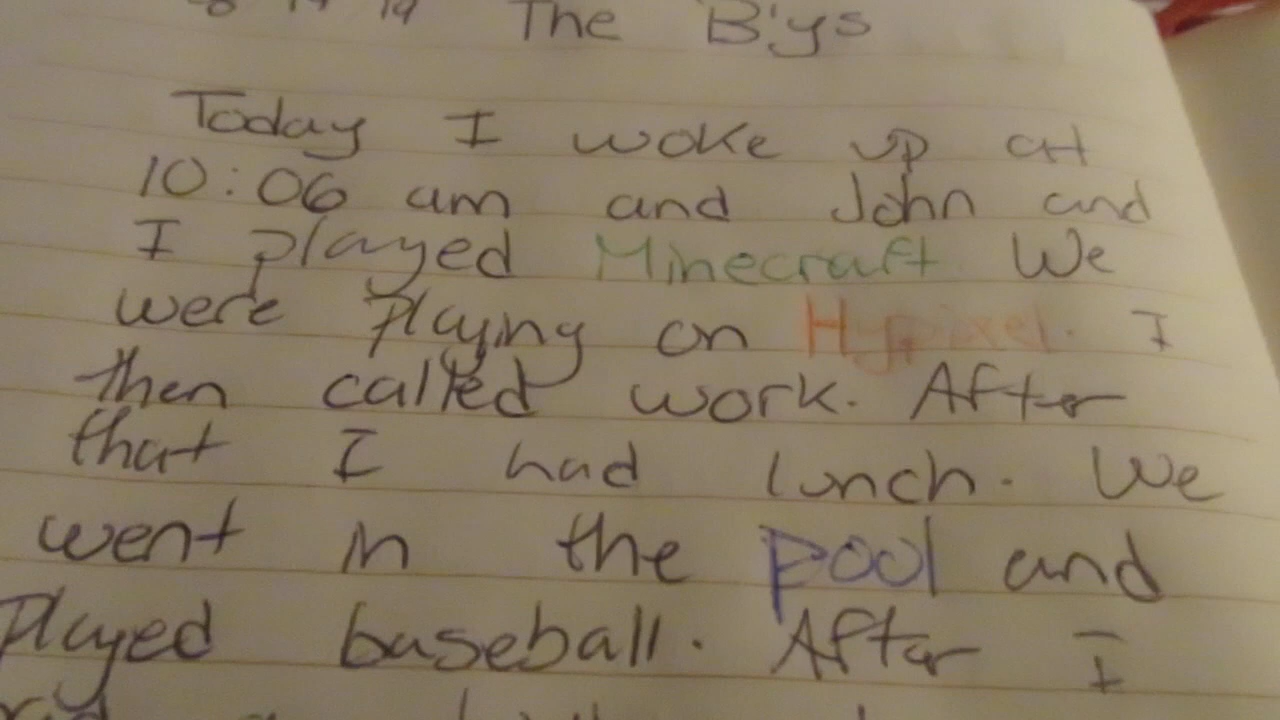 The B'ys
Today I woke up at
10:06 am and John and
I played Minecraft We
were playing on Hypixel. I
then called work. After
that I had lunch. We
went in the pool and
Played baseball. After I